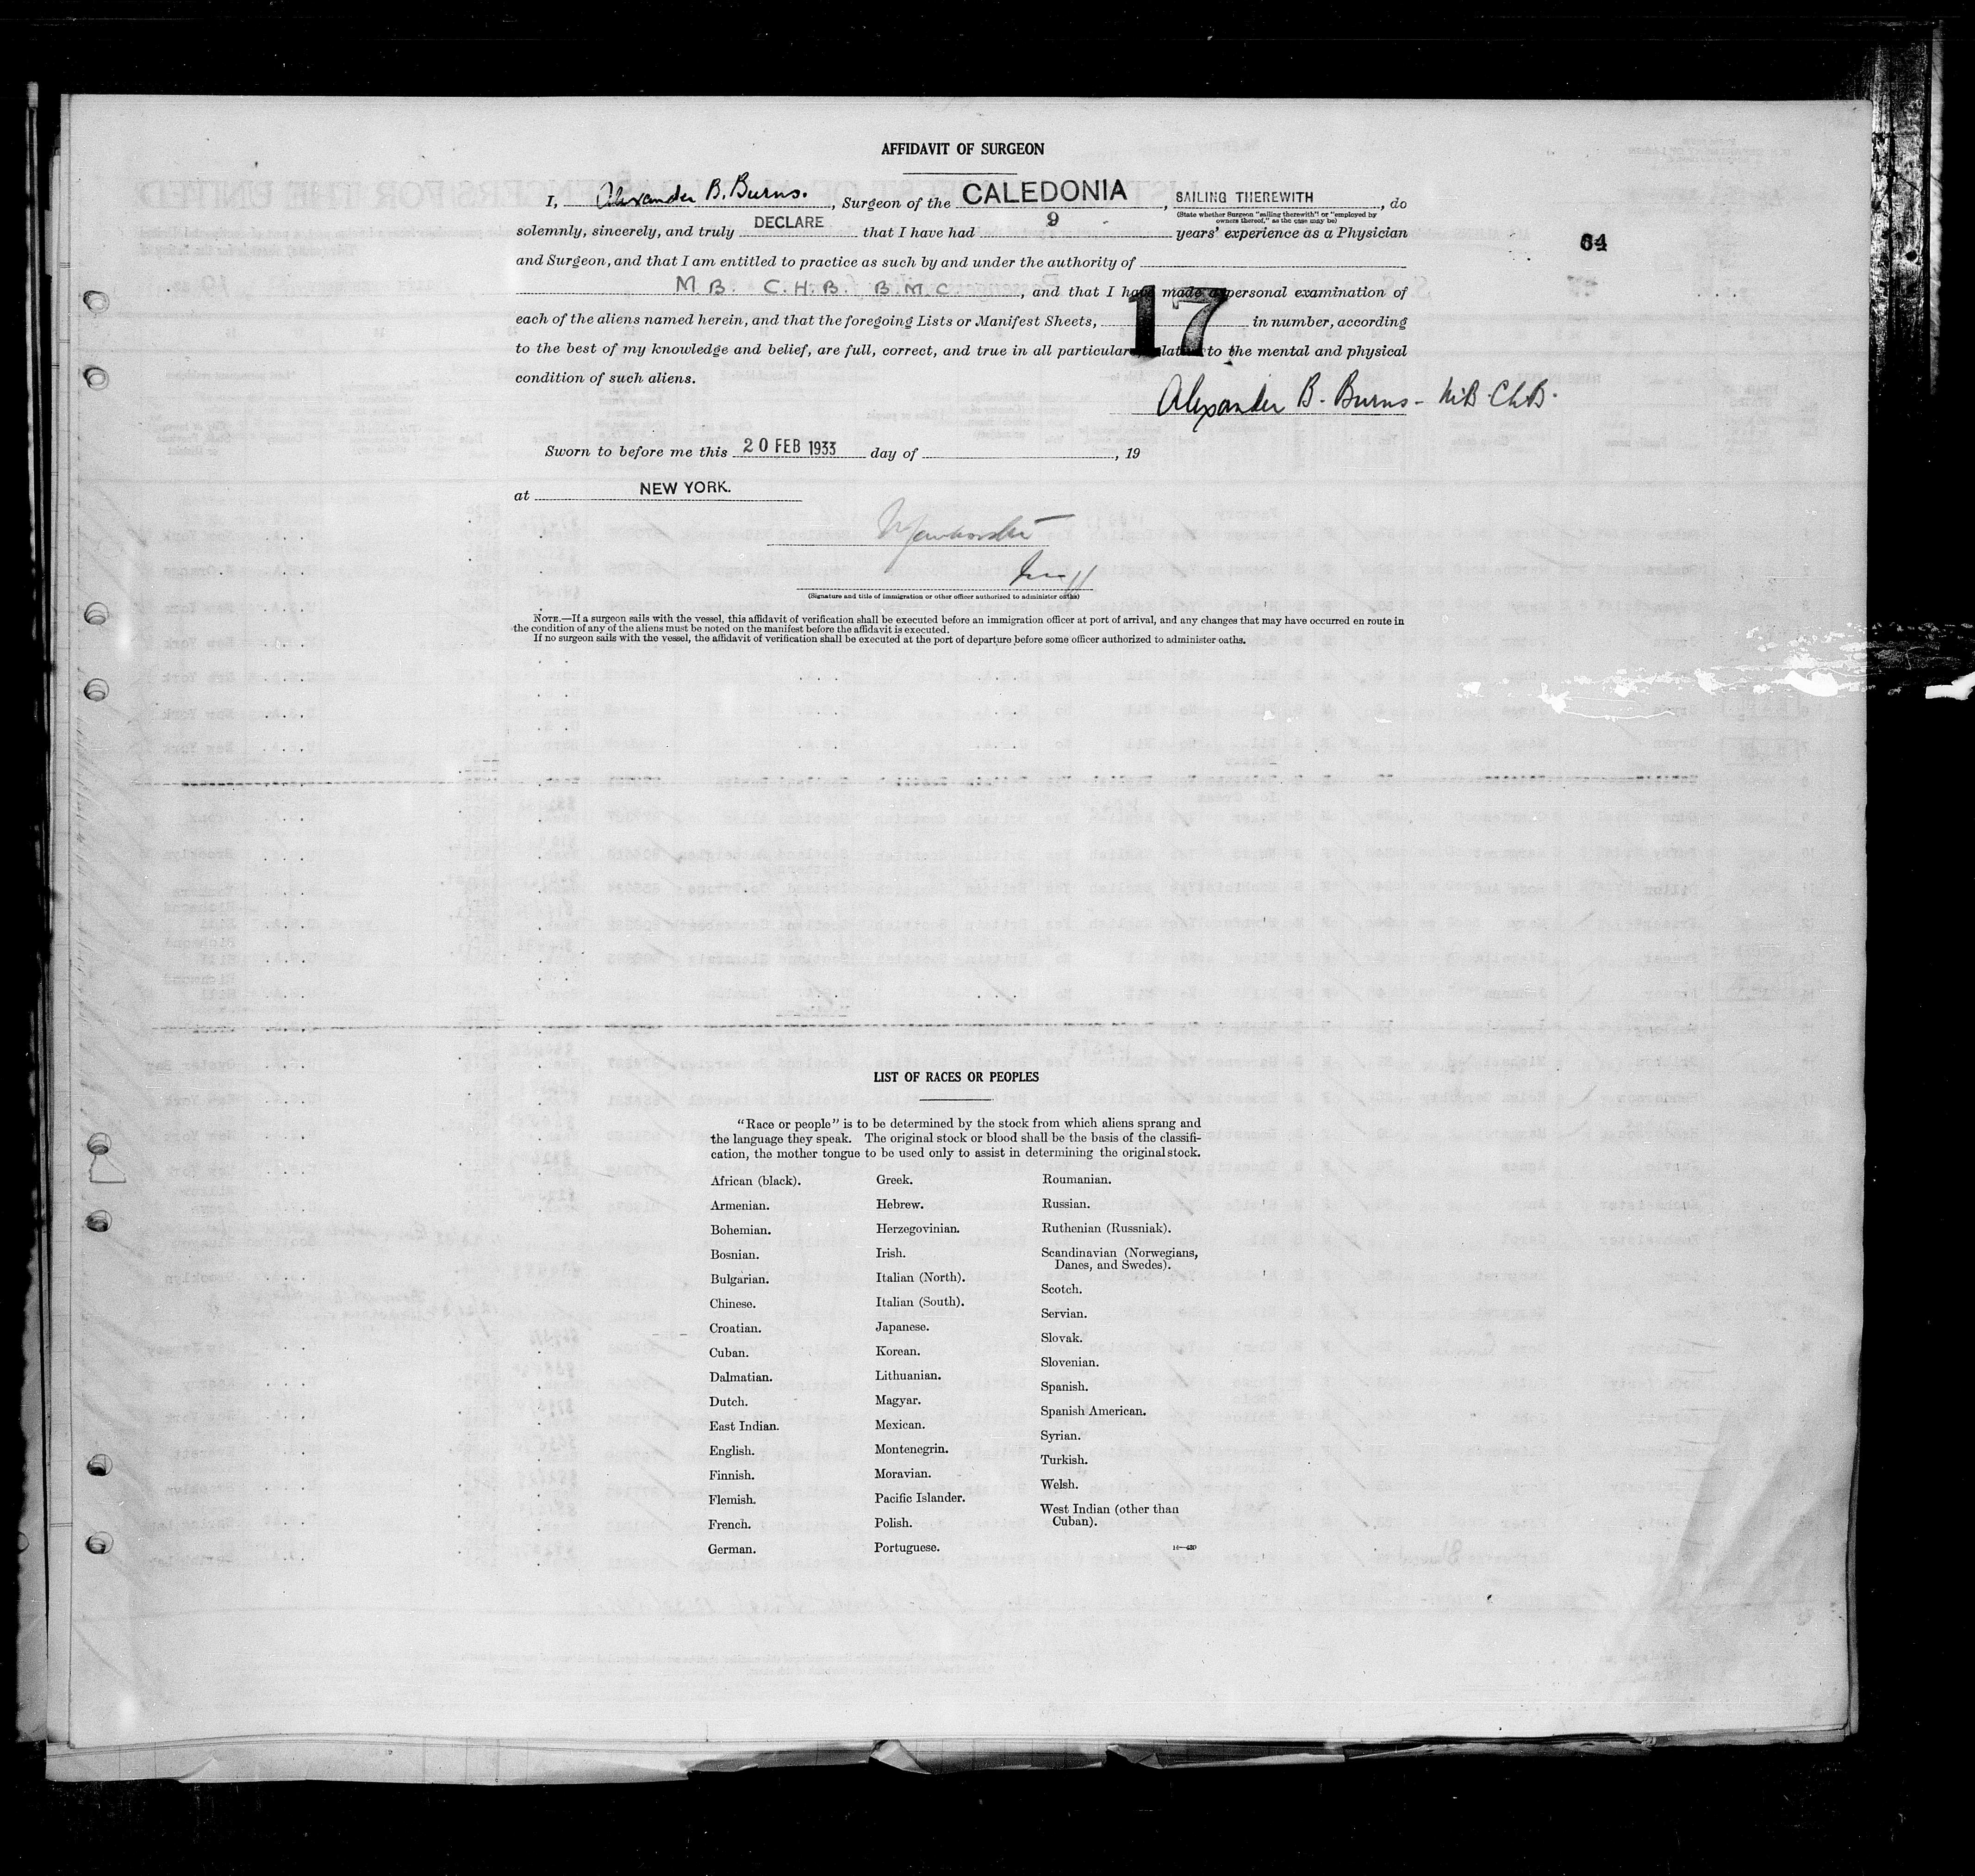 AFFIDAVIT OF SURGEON
I, Alexander B. Burns. , Surgeon of the CALEDONIA , SAILING THEREWITH , do
(State whether Surgeon "sailing therewith" or "employed by
owners thereof," as the case may be)
solemnly, sincerely, and truly DECLARE that I have had 9 years' experience as a Physician
64
and Surgeon, and that I am entitled to practice as such by and under the authority of
M.B. C.H.B. B.M.C. , and that I have made a personal examination of
each of the aliens named herein, and that the foregoing Lists or Manifest Sheets, 17 in number, according
to the best of my knowledge and belief, are full, correct, and true in all particulars relative to the mental and physical
condition of such aliens.
Alexander B. Burns - M.B. Ch.B.
Sworn to before me this 20 FEB 1933 day of , 19
at NEW YORK.
(Signature and title of immigration or other officer authorized to administer oaths)
NOTE.—If a surgeon sails with the vessel, this affidavit of verification shall be executed before an immigration officer at port of arrival, and any changes that may have occurred en route in
the condition of any of the aliens must be noted on the manifest before the affidavit is executed.
If no surgeon sails with the vessel, the affidavit of verification shall be executed at the port of departure before some officer authorized to administer oaths.
LIST OF RACES OR PEOPLES
"Race or people" is to be determined by the stock from which aliens sprang and
the language they speak. The original stock or blood shall be the basis of the classifi-
cation, the mother tongue to be used only to assist in determining the original stock.
African (black).
Armenian.
Bohemian.
Bosnian.
Bulgarian.
Chinese.
Croatian.
Cuban.
Dalmatian.
Dutch.
East Indian.
English.
Finnish.
Flemish.
French.
German.
Greek.
Hebrew.
Herzegovinian.
Irish.
Italian (North).
Italian (South).
Japanese.
Korean.
Lithuanian.
Magyar.
Mexican.
Montenegrin.
Moravian.
Pacific Islander.
Polish.
Portuguese.
Roumanian.
Russian.
Ruthenian (Russniak).
Scandinavian (Norwegians,
Danes, and Swedes).
Scotch.
Servian.
Slovak.
Slovenian.
Spanish.
Spanish American.
Syrian.
Turkish.
Welsh.
West Indian (other than
Cuban).